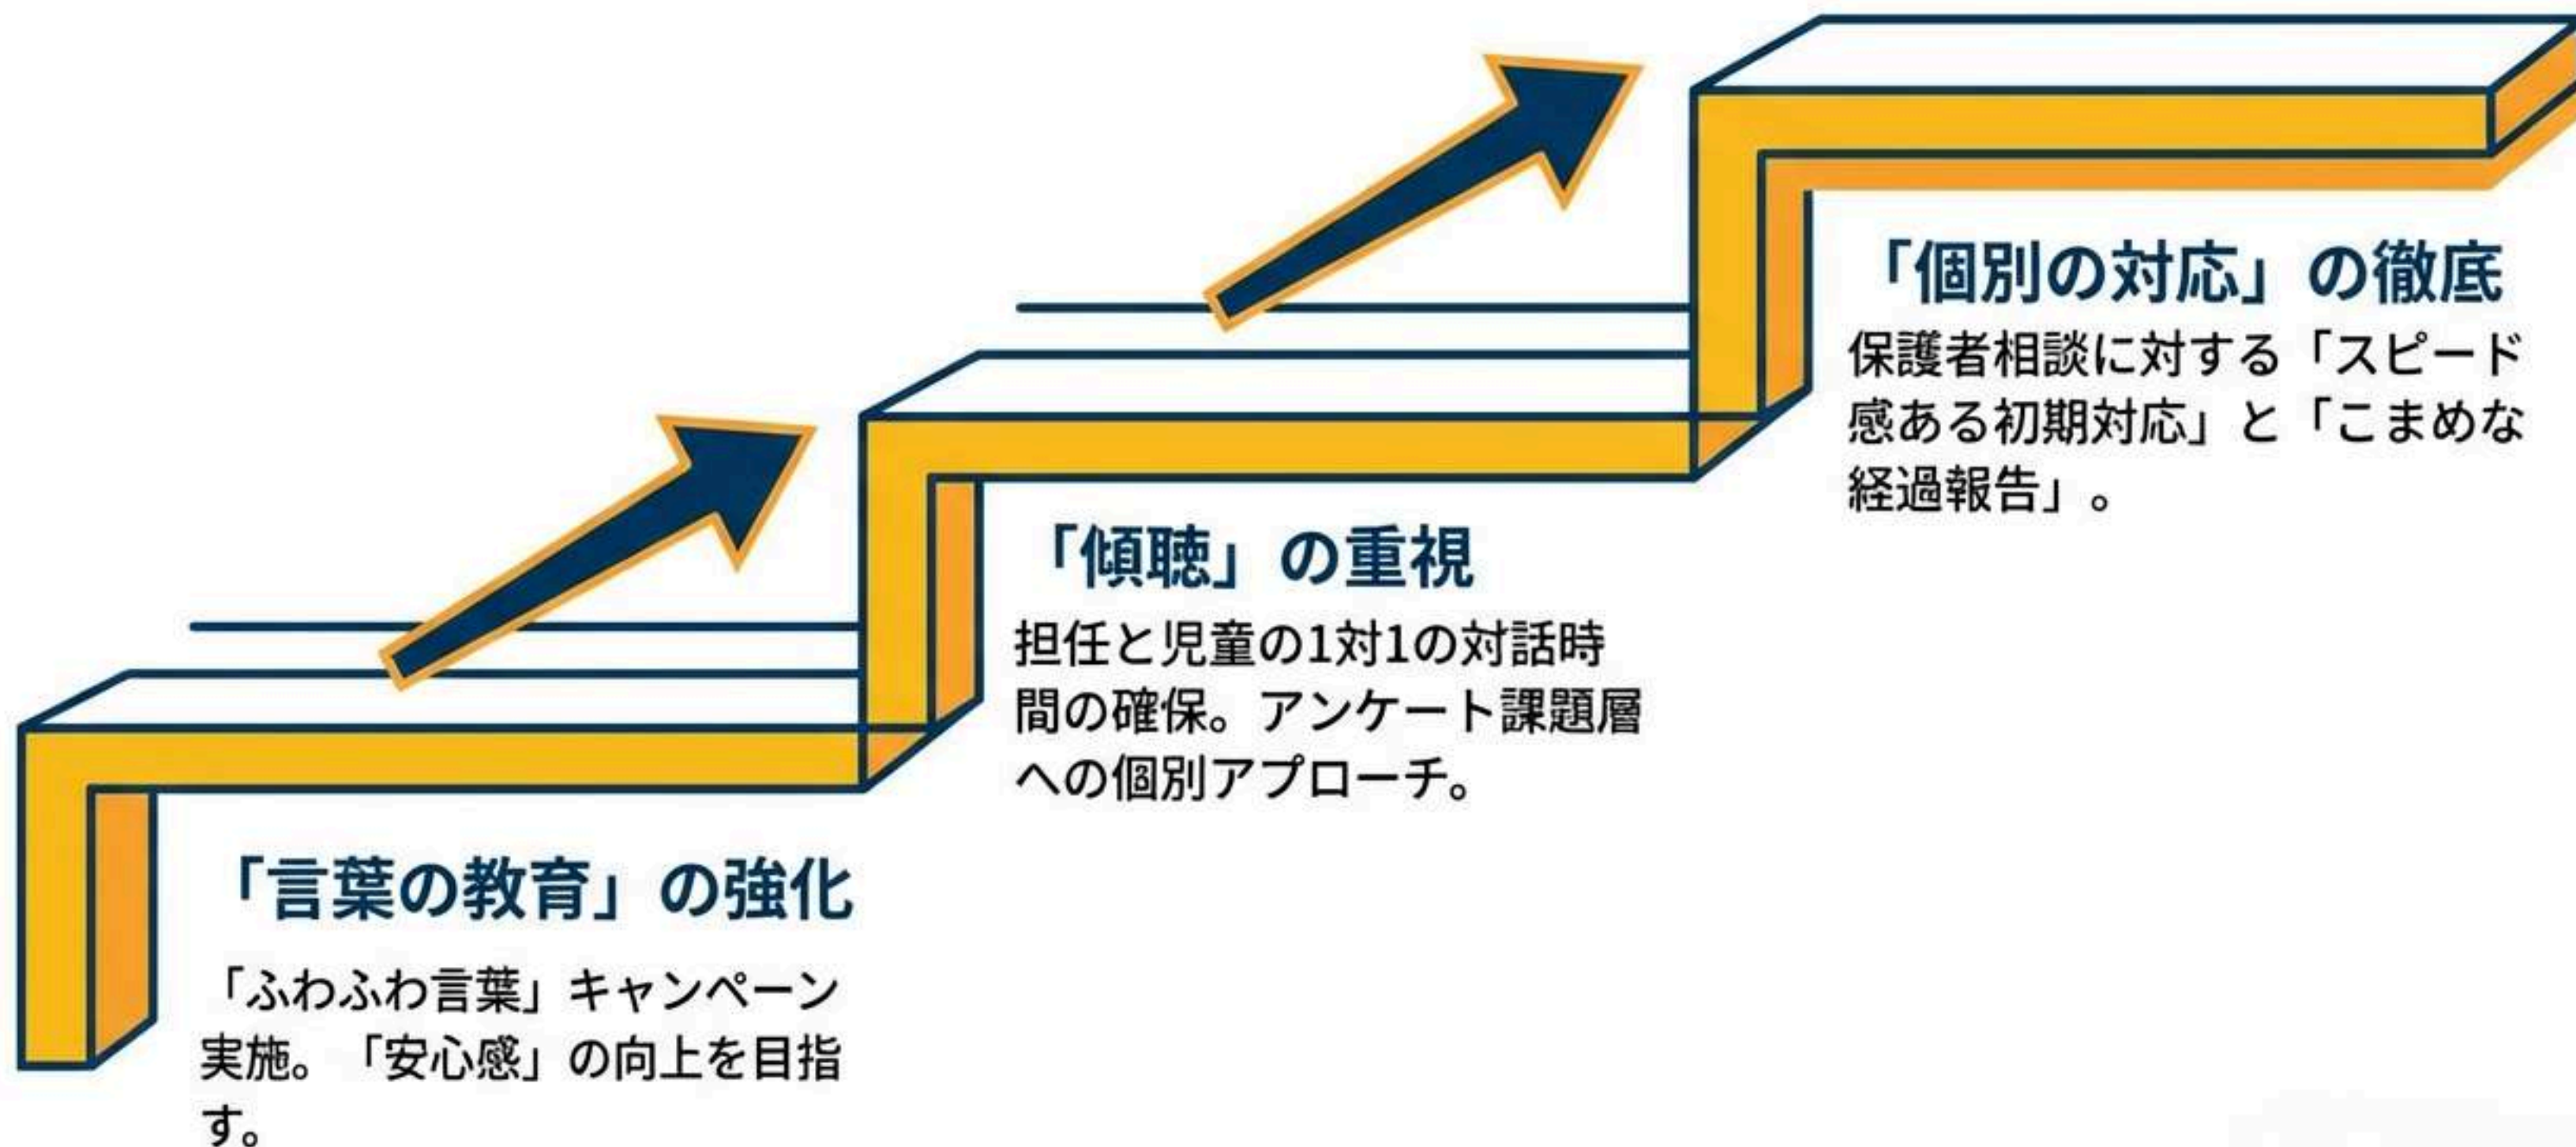 「個別の対応」の徹底
保護者相談に対する「スピード
感ある初期対応」と「こまめな
経過報告」。
「傾聴」の重視
担任と児童の1対1の対話時
間の確保。アンケート課題層
への個別アプローチ。
「言葉の教育」の強化
「ふわふわ言葉」キャンペーン
実施。「安心感」の向上を目指
す。